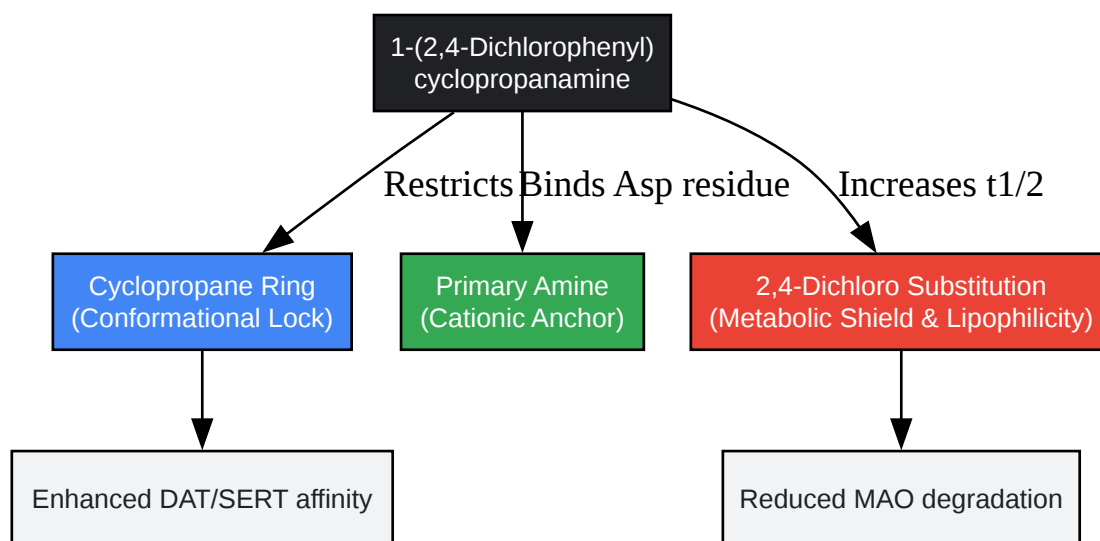 1-(2,4-Dichlorophenyl)
cyclopropanamine
Restricts
Binds Asp residue
Increases t1/2
Cyclopropane Ring
(Conformational Lock)
Primary Amine
(Cationic Anchor)
2,4-Dichloro Substitution
(Metabolic Shield & Lipophilicity)
Enhanced DAT/SERT affinity
Reduced MAO degradation